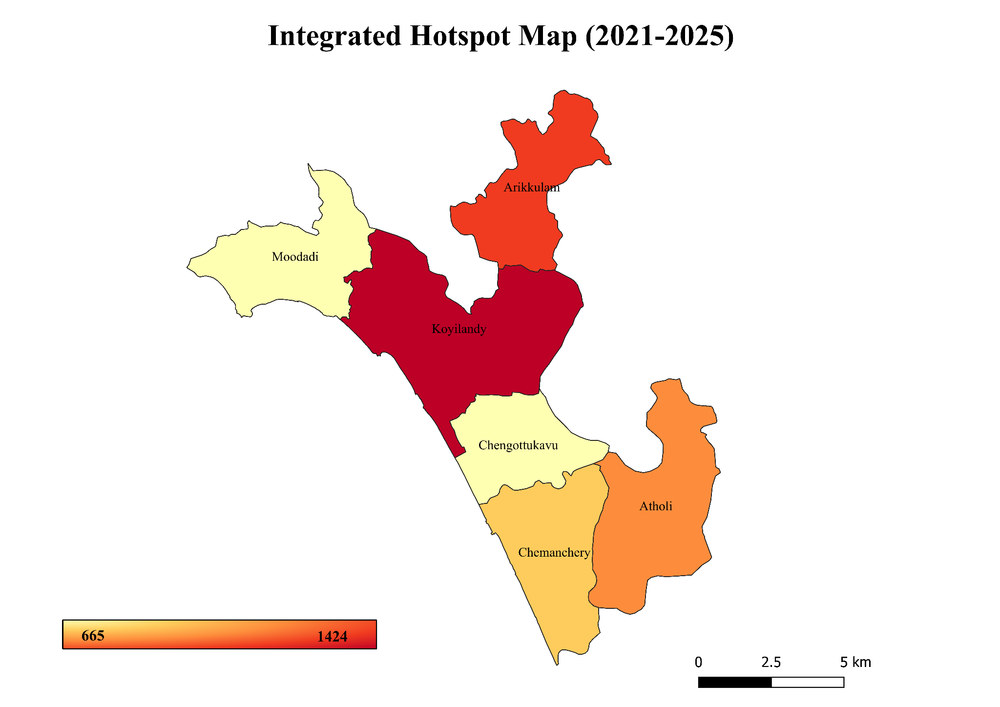 Integrated Hotspot Map (2021-2025)
Arikkulam
Moodadi
Koyilandy
Chengottukavu
Atholi
Chemanchery
665 1424
0 2.5 5 km